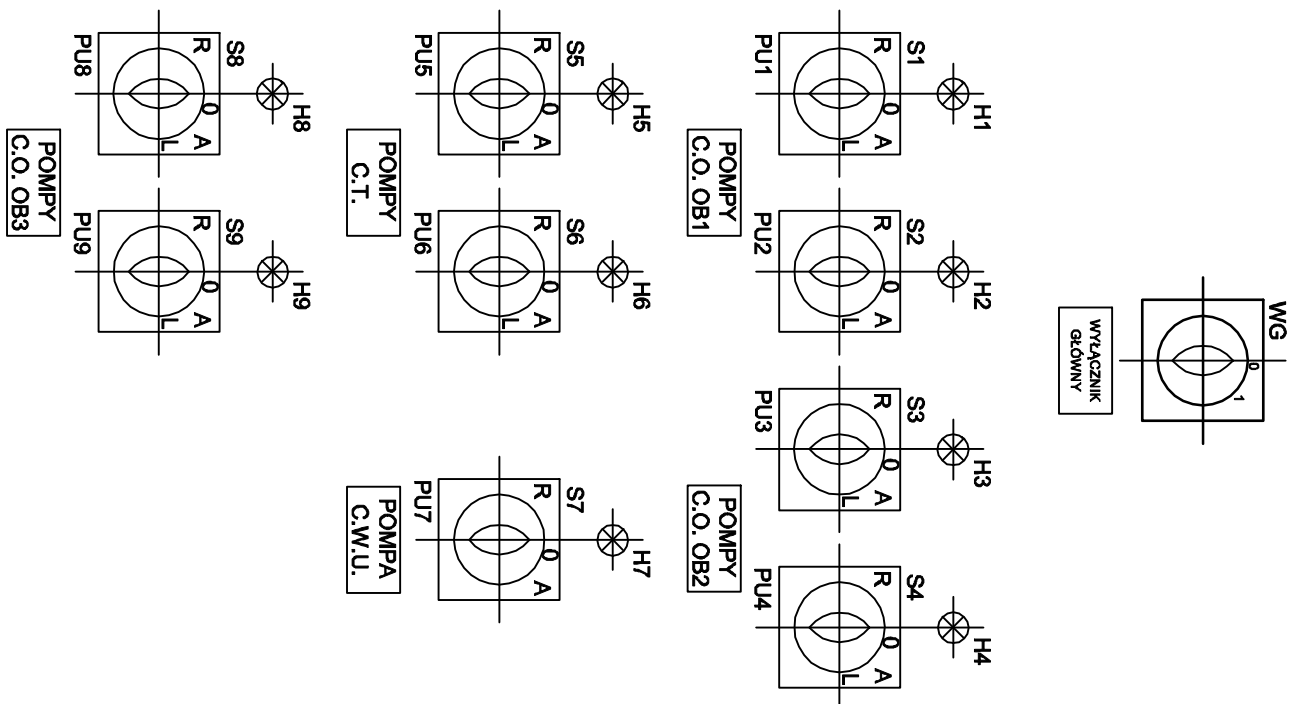 WG
0
1
WYŁĄCZNIK
GŁÓWNY
H1
S1
R 0 A
L
PU1
H2
S2
R 0 A
L
PU2
POMPY
C.O. OB1
H3
S3
R 0 A
L
PU3
H4
S4
R 0 A
L
PU4
POMPY
C.O. OB2
H5
S5
R 0 A
L
PU5
H6
S6
R 0 A
L
PU6
POMPY
C.T.
H7
S7
R 0 A
PU7
POMPA
C.W.U.
H8
S8
R 0 A
L
PU8
H9
S9
R 0 A
L
PU9
POMPY
C.O. OB3